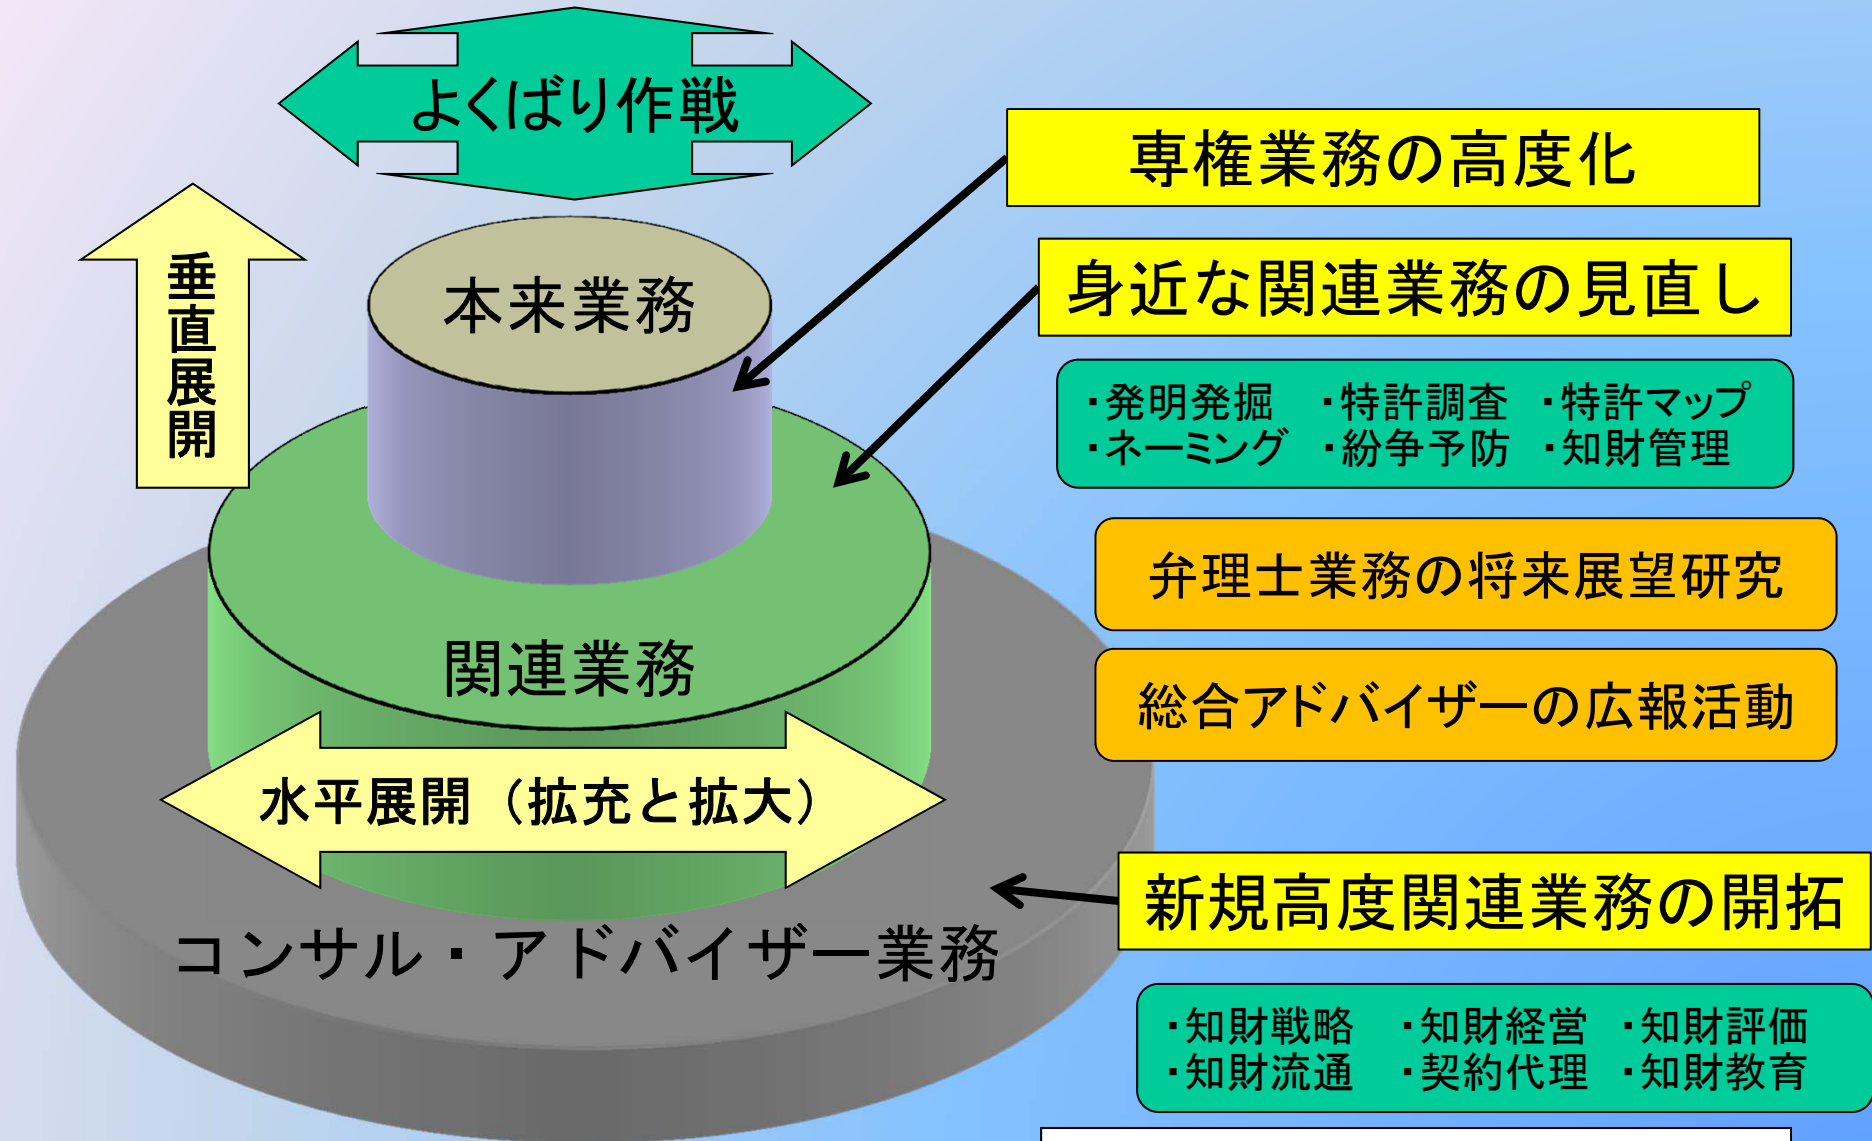 よくばり作戦
専権業務の高度化
垂直展開
本来業務
身近な関連業務の見直し
・発明発掘 ・特許調査 ・特許マップ
・ネーミング ・紛争予防 ・知財管理
弁理士業務の将来展望研究
関連業務
総合アドバイザーの広報活動
水平展開（拡充と拡大）
新規高度関連業務の開拓
コンサル・アドバイザー業務
・知財戦略 ・知財経営 ・知財評価
・知財流通 ・契約代理 ・知財教育